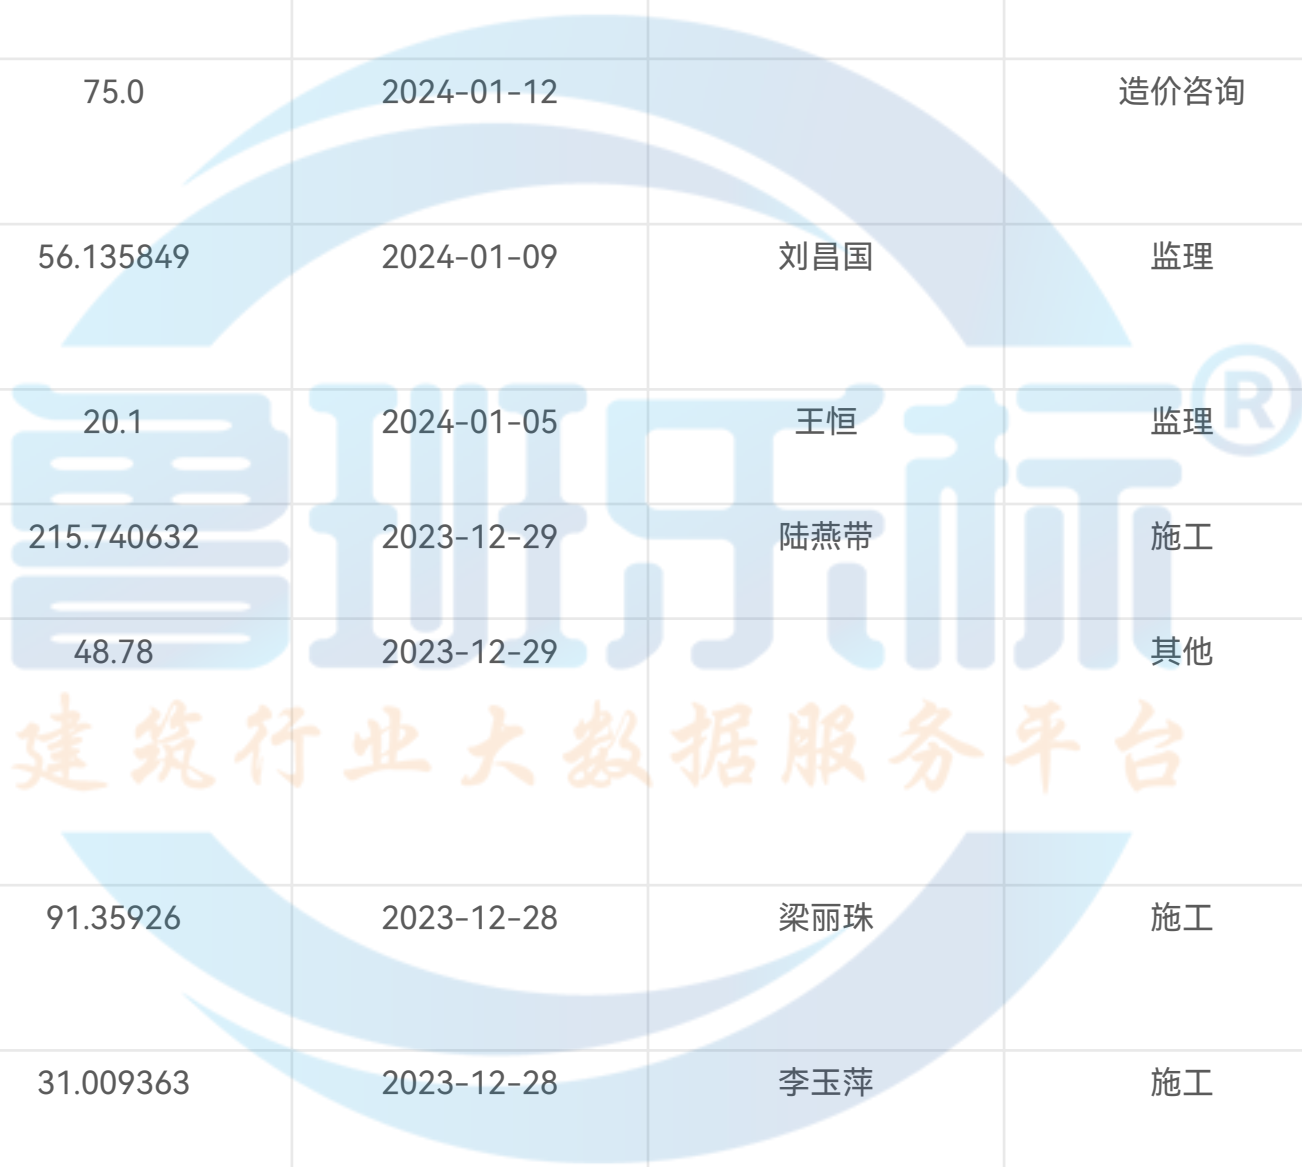 75.0 2024-01-12 造价咨询
56.135849 2024-01-09 刘昌国 监理
20.1 2024-01-05 王恒 监理
215.740632 2023-12-29 陆燕带 施工
48.78 2023-12-29 其他
91.35926 2023-12-28 梁丽珠 施工
31.009363 2023-12-28 李玉萍 施工
鲁班乐标®
建筑行业大数据服务平台